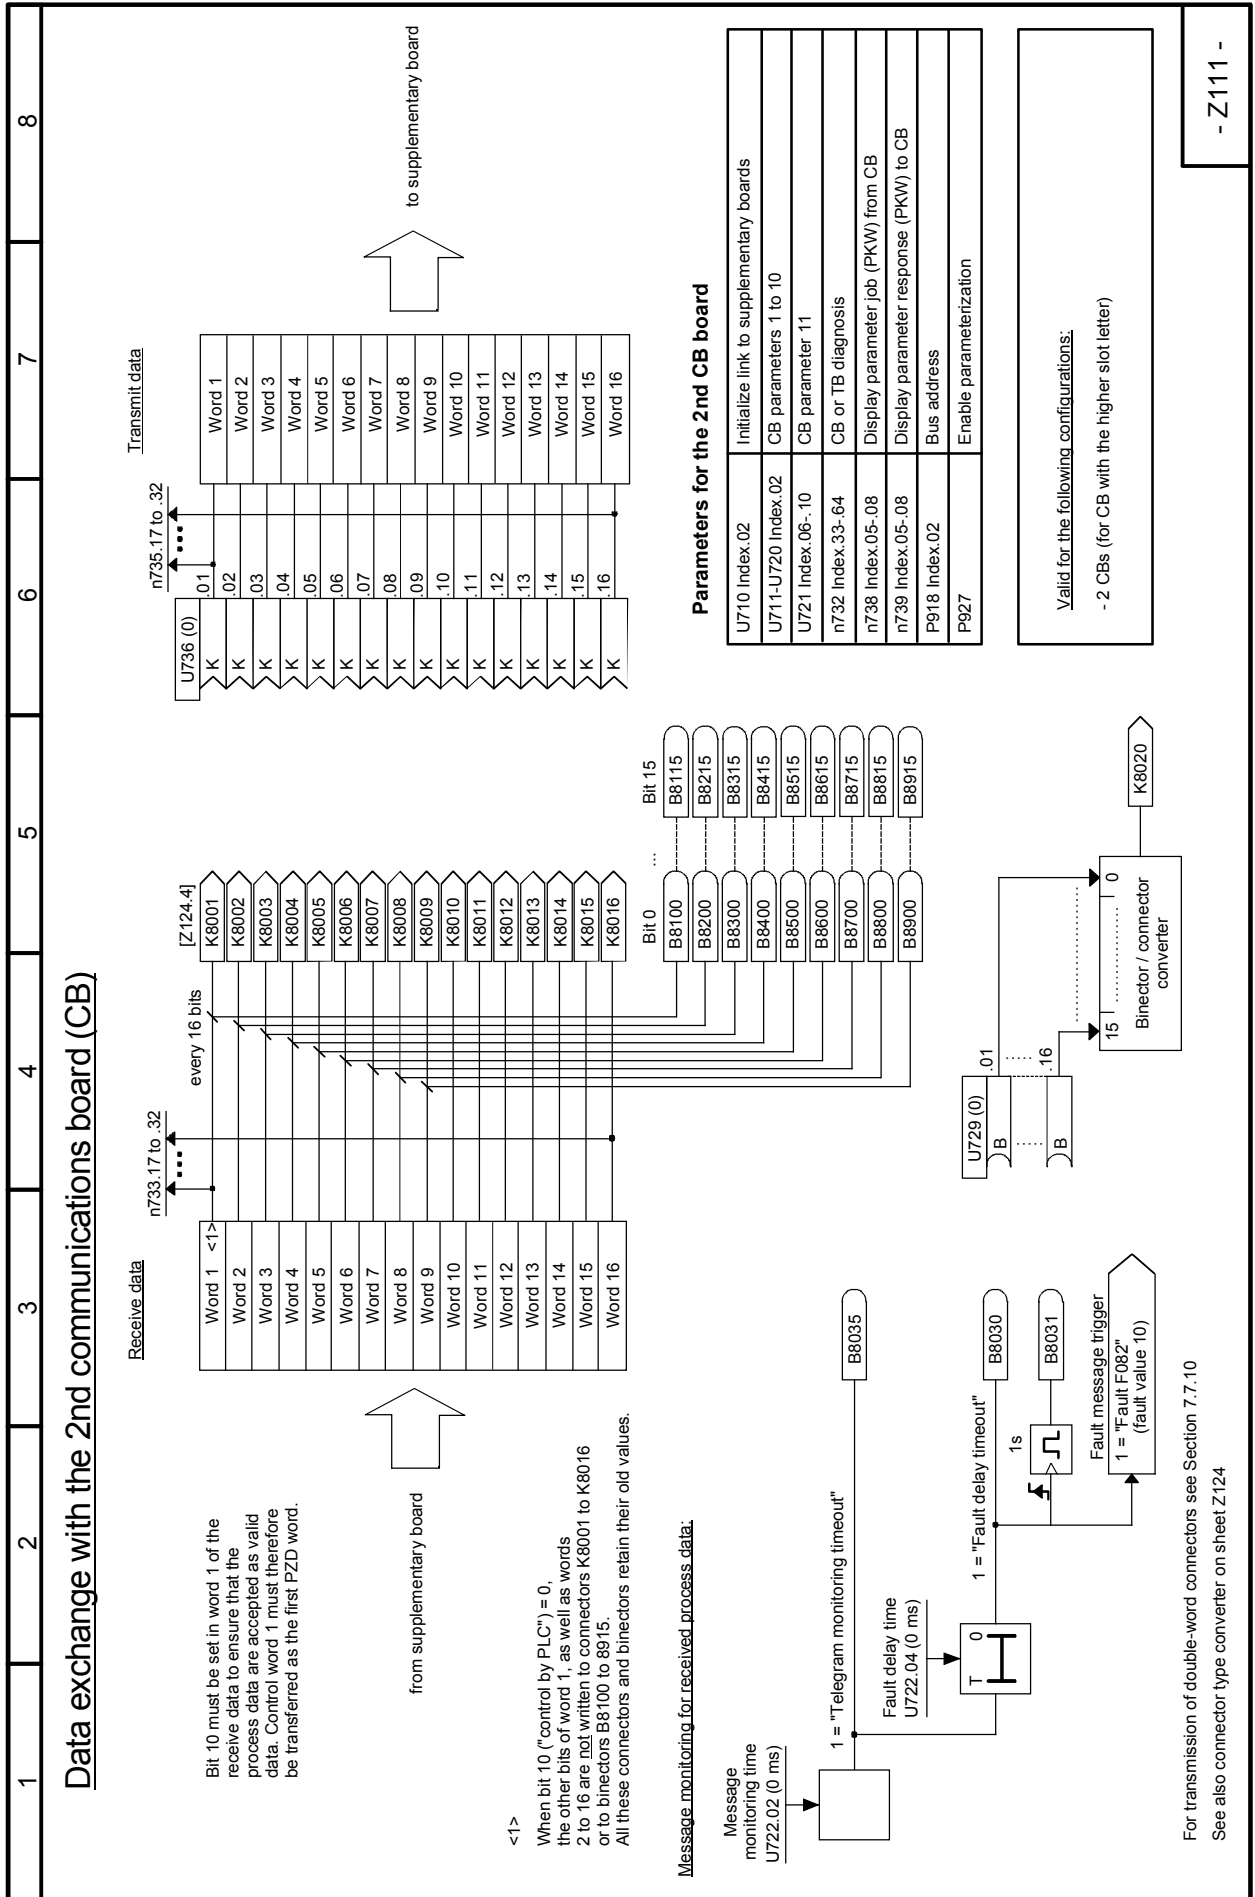 1 2 3 4 5 6 7 8
Data exchange with the 2nd communications board (CB)
Bit 10 must be set in word 1 of the
receive data to ensure that the
process data are accepted as valid
data. Control word 1 must therefore
be transferred as the first PZD word.
from supplementary board
<1>
When bit 10 ("control by PLC") = 0,
the other bits of word 1, as well as words
2 to 16 are not written to connectors K8001 to K8016
or to binectors B8100 to 8915.
All these connectors and binectors retain their old values.
Receive data
Word 1 <1>
Word 2
Word 3
Word 4
Word 5
Word 6
Word 7
Word 8
Word 9
Word 10
Word 11
Word 12
Word 13
Word 14
Word 15
Word 16
n733.17 to .32
every 16 bits
[Z124.4]
K8001
K8002
K8003
K8004
K8005
K8006
K8007
K8008
K8009
K8010
K8011
K8012
K8013
K8014
K8015
K8016
Bit 0 ... Bit 15
B8100 B8115
B8200 B8215
B8300 B8315
B8400 B8415
B8500 B8515
B8600 B8615
B8700 B8715
B8800 B8815
B8900 B8915
Transmit data
n735.17 to .32
U736 (0)
K .01 Word 1
K .02 Word 2
K .03 Word 3
K .04 Word 4
K .05 Word 5
K .06 Word 6
K .07 Word 7
K .08 Word 8
K .09 Word 9
K .10 Word 10
K .11 Word 11
K .12 Word 12
K .13 Word 13
K .14 Word 14
K .15 Word 15
K .16 Word 16
to supplementary board
Message monitoring for received process data:
Message
monitoring time
U722.02 (0 ms)
1 = "Telegram monitoring timeout"
B8035
Fault delay time
U722.04 (0 ms)
T 0
1 = "Fault delay timeout"
B8030
1s
B8031
Fault message trigger
1 = "Fault F082"
(fault value 10)
U729 (0)
B .01
..... .....
B .16
15 ........... 0
Binector / connector
converter
K8020
Parameters for the 2nd CB board
U710 Index.02 Initialize link to supplementary boards
U711-U720 Index.02 CB parameters 1 to 10
U721 Index.06-.10 CB parameter 11
n732 Index.33-.64 CB or TB diagnosis
n738 Index.05-.08 Display parameter job (PKW) from CB
n739 Index.05-.08 Display parameter response (PKW) to CB
P918 Index.02 Bus address
P927 Enable parameterization
Valid for the following configurations:
- 2 CBs (for CB with the higher slot letter)
For transmission of double-word connectors see Section 7.7.10
See also connector type converter on sheet Z124
- Z111 -